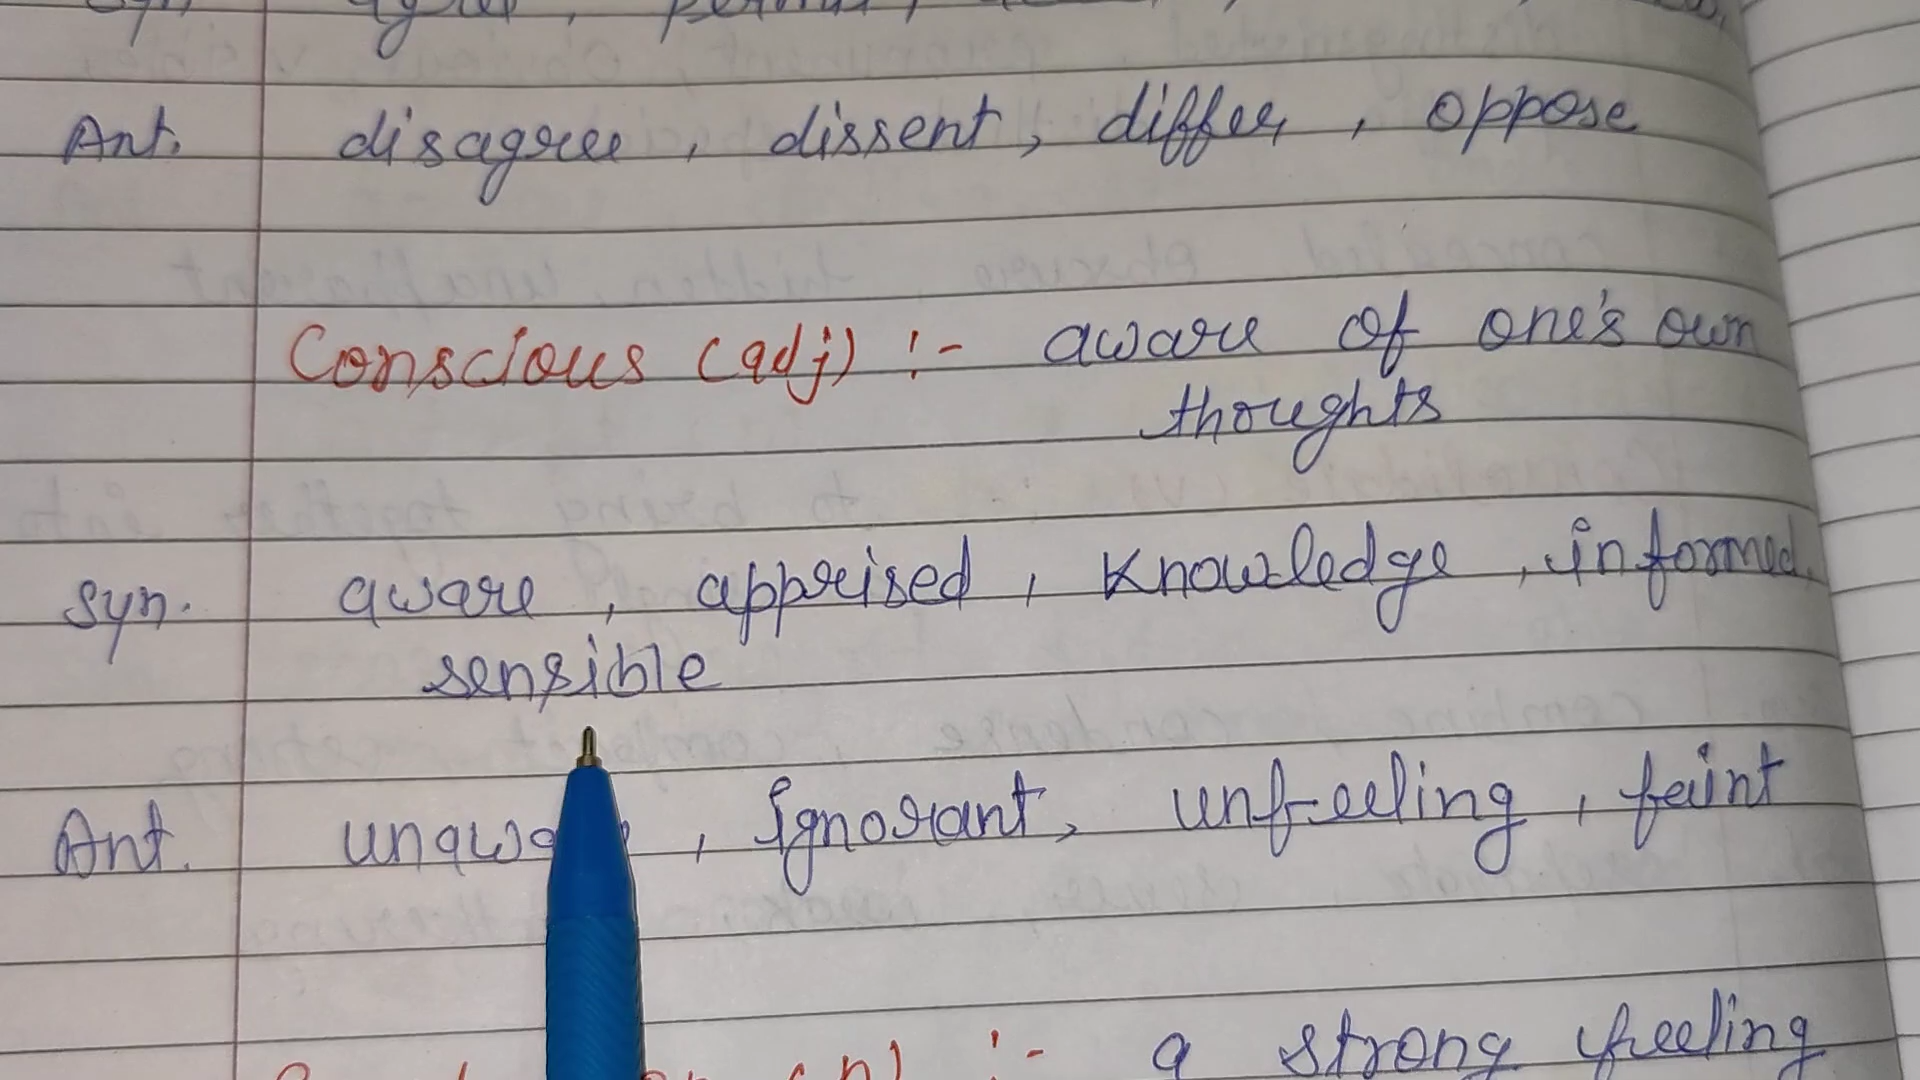 Ant. disagree, dissent, differ, oppose
Conscious (adj) :- aware of one's own
thoughts
Syn. aware, apprised, Knowledge, informed,
sensible
Ant. , Ignorant, unfeeling, feint
:- a strong feeling